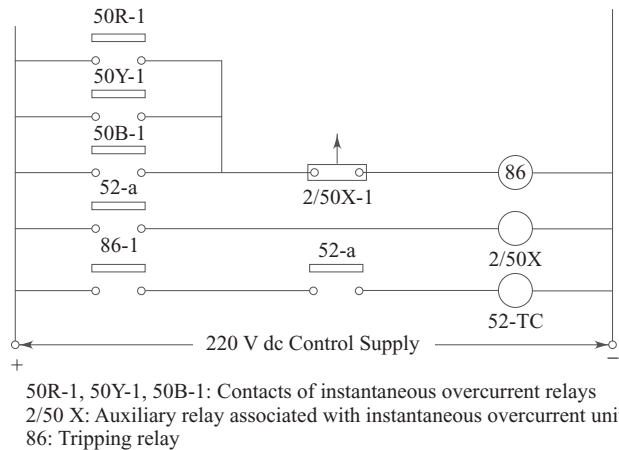 50R-1
50Y-1
50B-1
86
52-a
2/50X-1
86-1
52-a
2/50X
52-TC
220 V dc Control Supply
+ −
50R-1, 50Y-1, 50B-1: Contacts of instantaneous overcurrent relays
2/50 X: Auxiliary relay associated with instantaneous overcurrent uni
86: Tripping relay